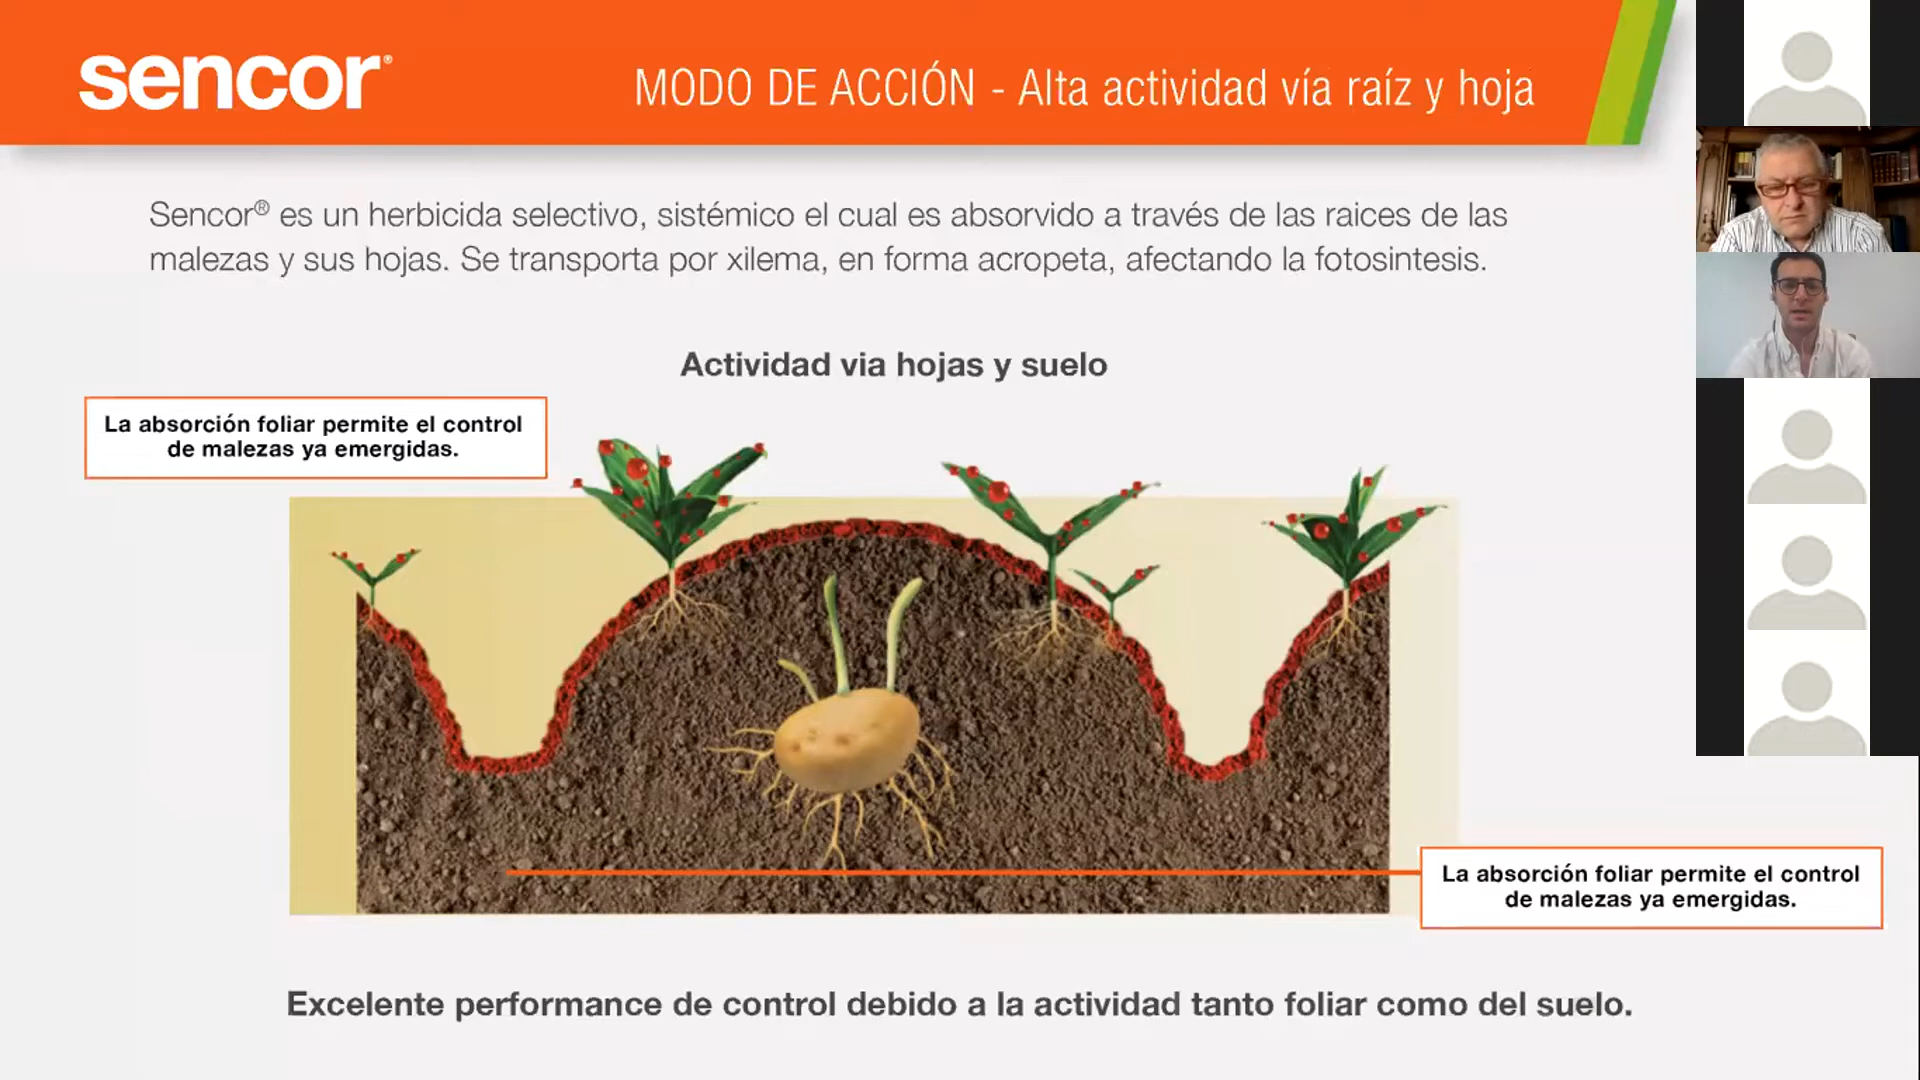 sencor®
MODO DE ACCIÓN - Alta actividad vía raíz y hoja
Sencor® es un herbicida selectivo, sistémico el cual es absorvido a través de las raices de las
malezas y sus hojas. Se transporta por xilema, en forma acropeta, afectando la fotosintesis.
Actividad via hojas y suelo
La absorción foliar permite el control
de malezas ya emergidas.
La absorción foliar permite el control
de malezas ya emergidas.
Excelente performance de control debido a la actividad tanto foliar como del suelo.